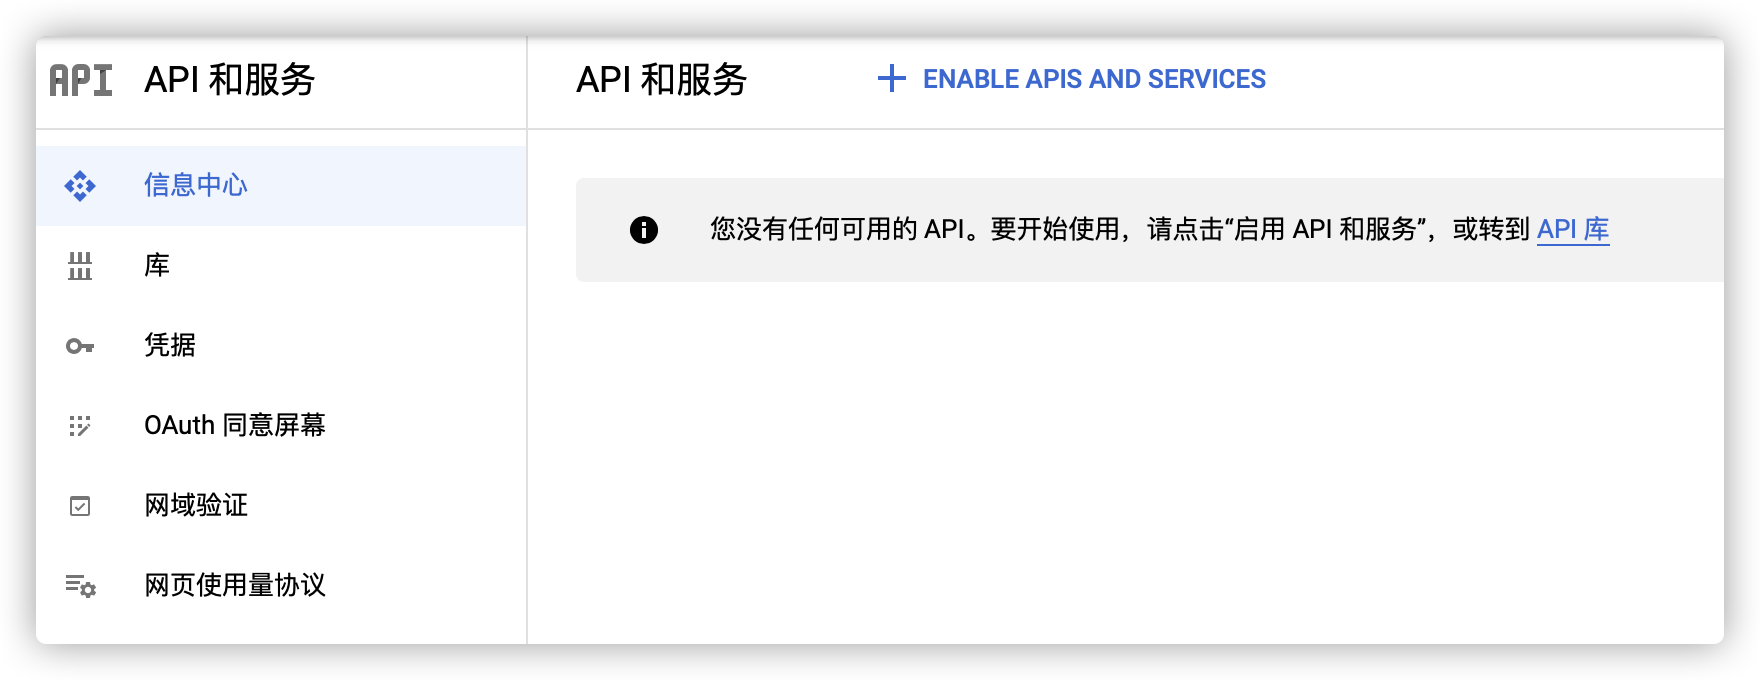 API API 和服务
信息中心
库
凭据
OAuth 同意屏幕
网域验证
网页使用量协议
API 和服务 ENABLE APIS AND SERVICES
您没有任何可用的 API。要开始使用，请点击“启用 API 和服务”，或转到 API 库